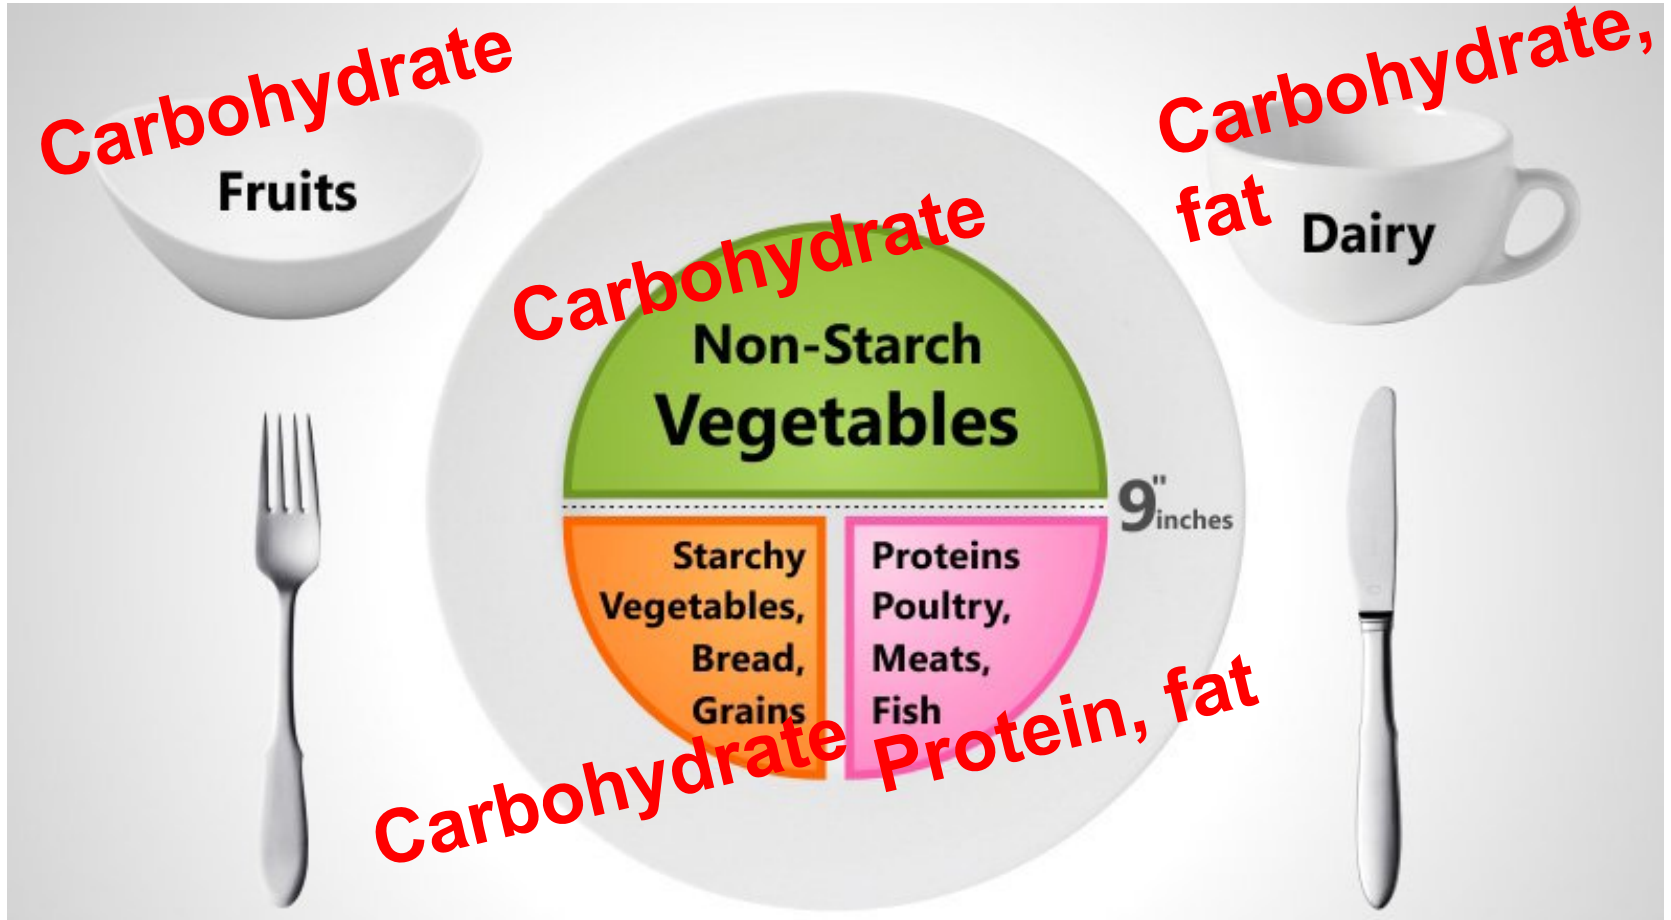 Carbohydrate
Fruits
Carbohydrate,
fat
Dairy
Carbohydrate
Non-Starch
Vegetables
9"
inches
Starchy
Vegetables,
Bread,
Grains
Carbohydrate
Proteins
Poultry,
Meats,
Fish
Protein, fat